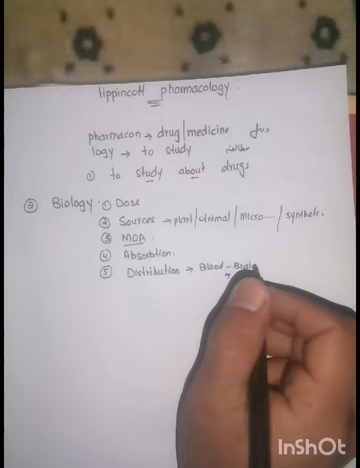 lippincott pharmacology.
pharmacon → drug/medicine
logy → to study
① to study about drugs
② Biology ① Dose
② Sources → plant/animal/micro..../synthetic.
③ MOA.
④ Absorption.
⑤ Distribution → Blood-Brain
InShOt